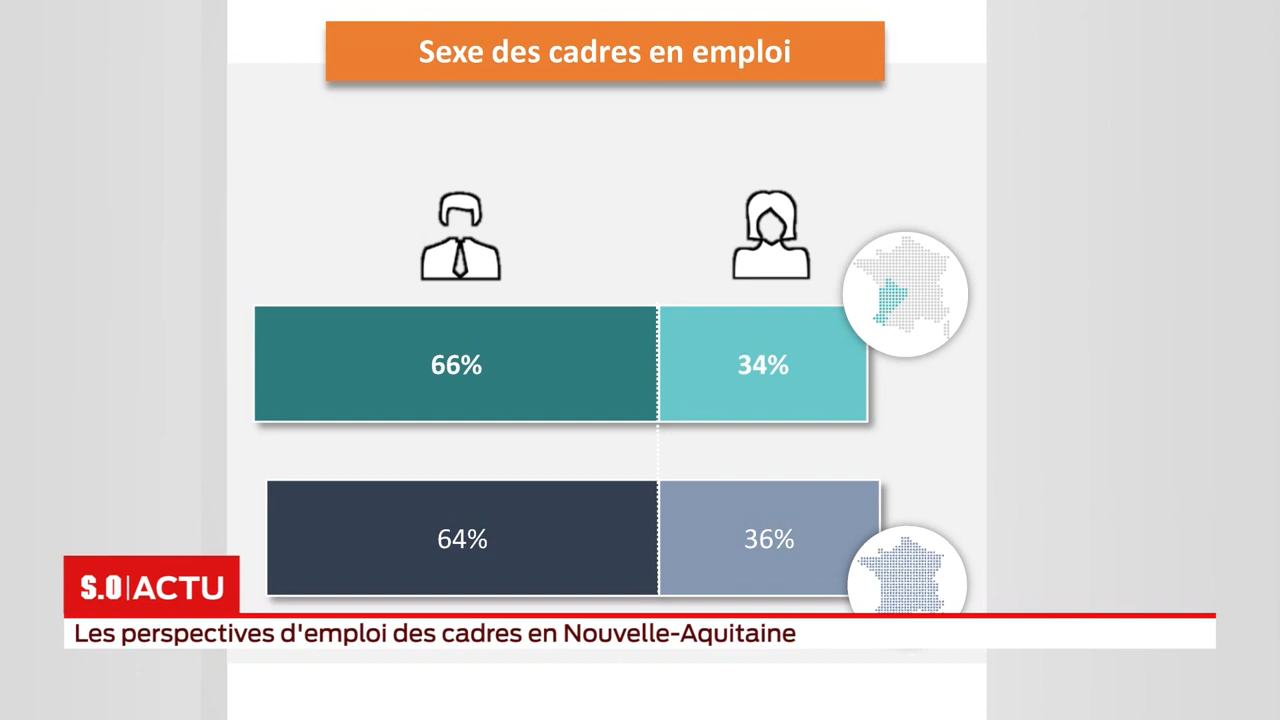 Sexe des cadres en emploi
66%
34%
64%
36%
S.O|ACTU
Les perspectives d'emploi des cadres en Nouvelle-Aquitaine